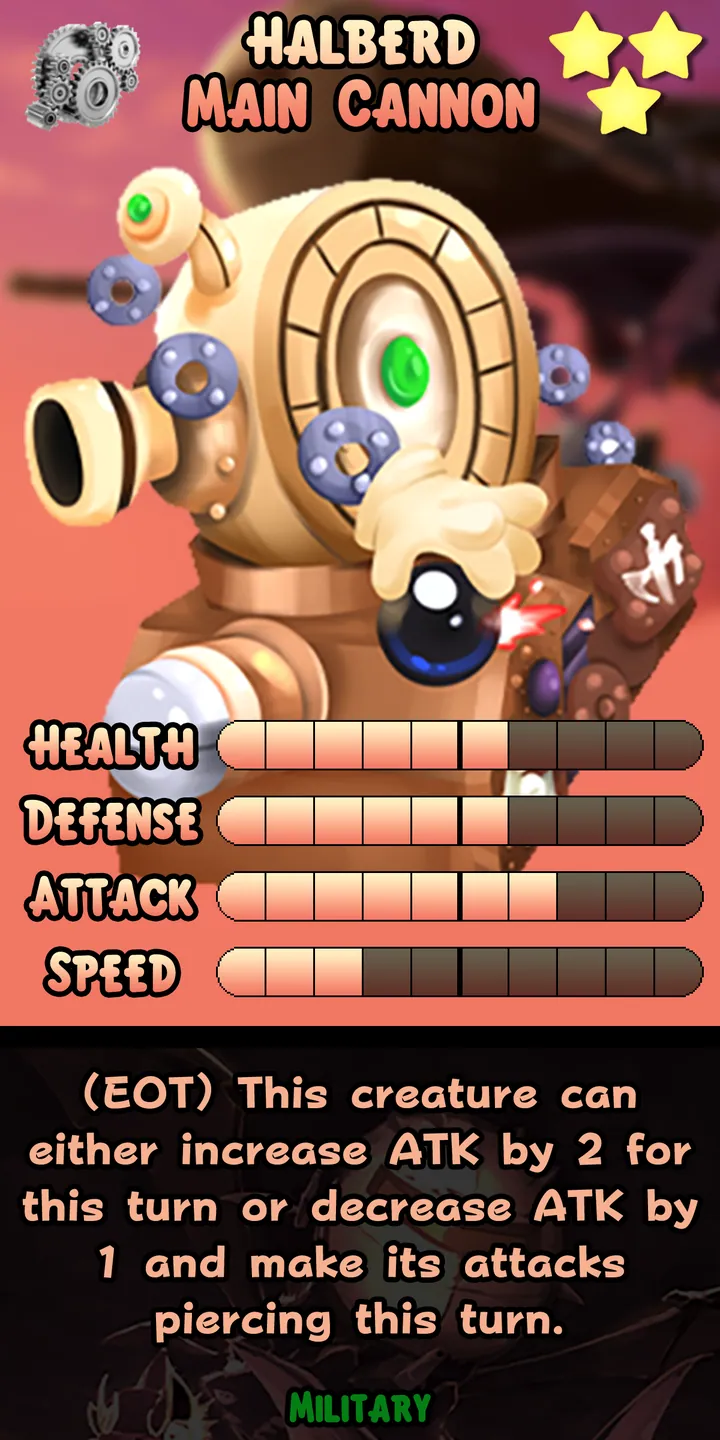 Halberd
Main Cannon
Health
Defense
Attack
Speed
(EOT) This creature can
either increase ATK by 2 for
this turn or decrease ATK by
1 and make its attacks
piercing this turn.
Military